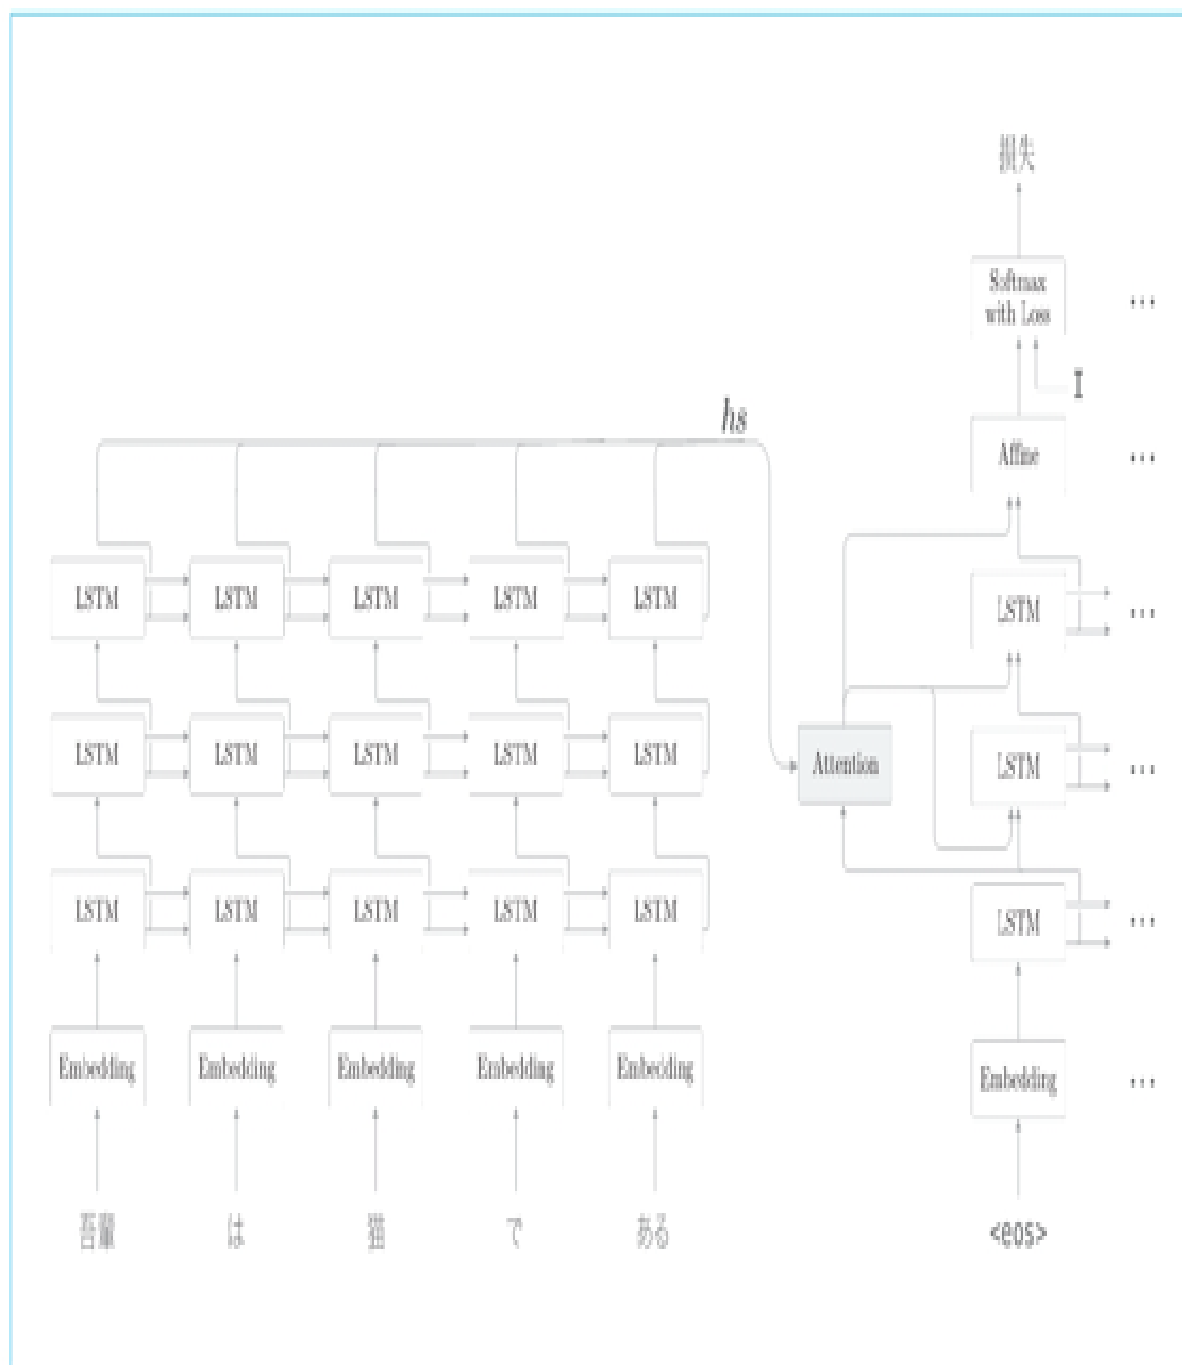 損失
Softmax
with Loss
...
I
hs
Affine
...
LSTM
LSTM
LSTM
LSTM
LSTM
LSTM
...
LSTM
LSTM
LSTM
LSTM
LSTM
Attention
LSTM
...
LSTM
LSTM
LSTM
LSTM
LSTM
LSTM
...
Embedding
Embedding
Embedding
Embedding
Embedding
Embedding
...
吾輩
は
猫
で
ある
<eos>